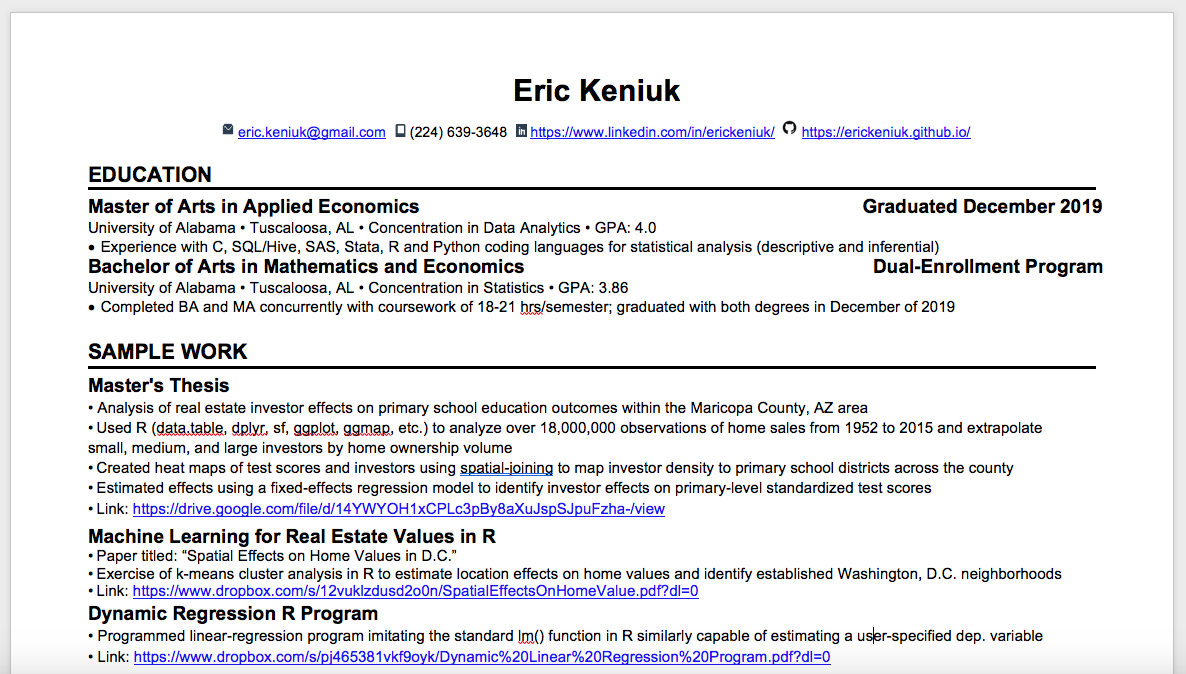 Eric Keniuk
eric.keniuk@gmail.com (224) 639-3648 in https://www.linkedin.com/in/erickeniuk/ https://erickeniuk.github.io/
EDUCATION
Master of Arts in Applied Economics Graduated December 2019
University of Alabama • Tuscaloosa, AL • Concentration in Data Analytics • GPA: 4.0
• Experience with C, SQL/Hive, SAS, Stata, R and Python coding languages for statistical analysis (descriptive and inferential)
Bachelor of Arts in Mathematics and Economics Dual-Enrollment Program
University of Alabama • Tuscaloosa, AL • Concentration in Statistics • GPA: 3.86
• Completed BA and MA concurrently with coursework of 18-21 hrs/semester; graduated with both degrees in December of 2019
SAMPLE WORK
Master's Thesis
• Analysis of real estate investor effects on primary school education outcomes within the Maricopa County, AZ area
• Used R (data.table, dplyr, sf, ggplot, ggmap, etc.) to analyze over 18,000,000 observations of home sales from 1952 to 2015 and extrapolate
small, medium, and large investors by home ownership volume
• Created heat maps of test scores and investors using spatial-joining to map investor density to primary school districts across the county
• Estimated effects using a fixed-effects regression model to identify investor effects on primary-level standardized test scores
• Link: https://drive.google.com/file/d/14YWYOH1xCPLc3pBy8aXuJspSJpuFzha-/view
Machine Learning for Real Estate Values in R
• Paper titled: “Spatial Effects on Home Values in D.C.”
• Exercise of k-means cluster analysis in R to estimate location effects on home values and identify established Washington, D.C. neighborhoods
• Link: https://www.dropbox.com/s/12vuklzdusd2o0n/SpatialEffectsOnHomeValue.pdf?dl=0
Dynamic Regression R Program
• Programmed linear-regression program imitating the standard lm() function in R similarly capable of estimating a user-specified dep. variable
• Link: https://www.dropbox.com/s/pj465381vkf9oyk/Dynamic%20Linear%20Regression%20Program.pdf?dl=0